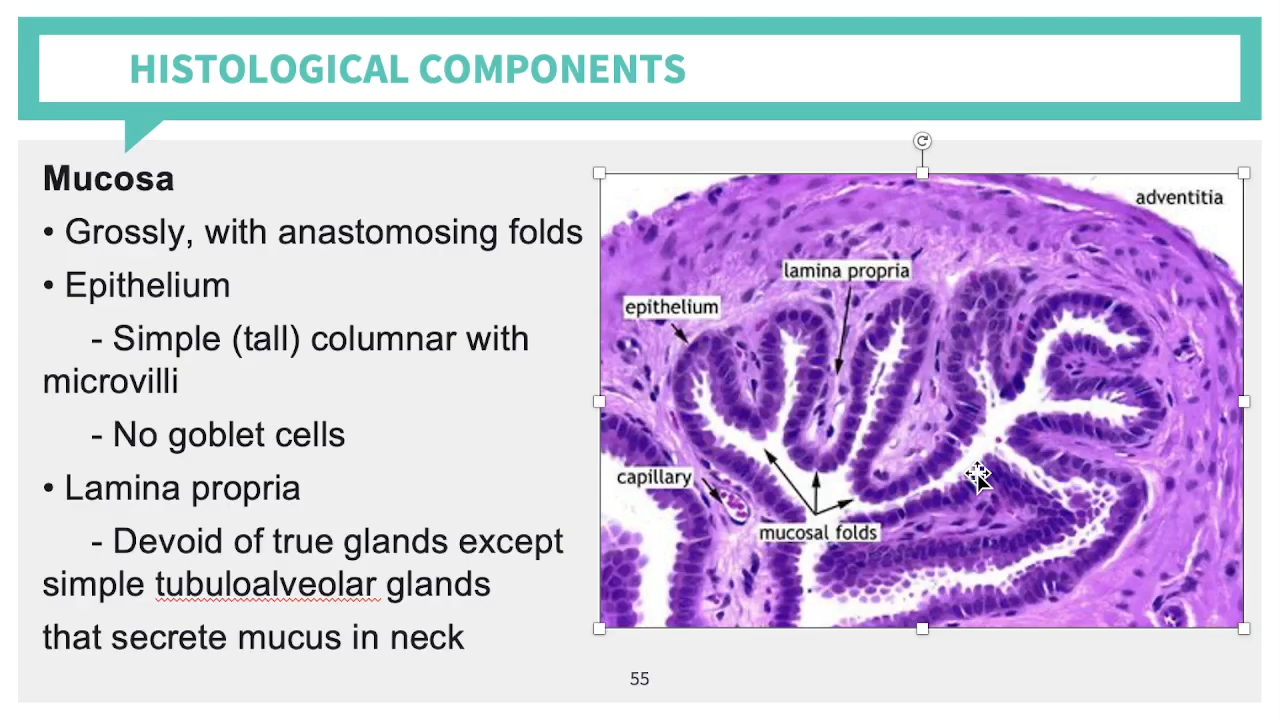 HISTOLOGICAL COMPONENTS
Mucosa
• Grossly, with anastomosing folds
• Epithelium
- Simple (tall) columnar with
microvilli
- No goblet cells
• Lamina propria
- Devoid of true glands except
simple tubuloalveolar glands
that secrete mucus in neck
adventitia
lamina propria
epithelium
capillary
mucosal folds
55